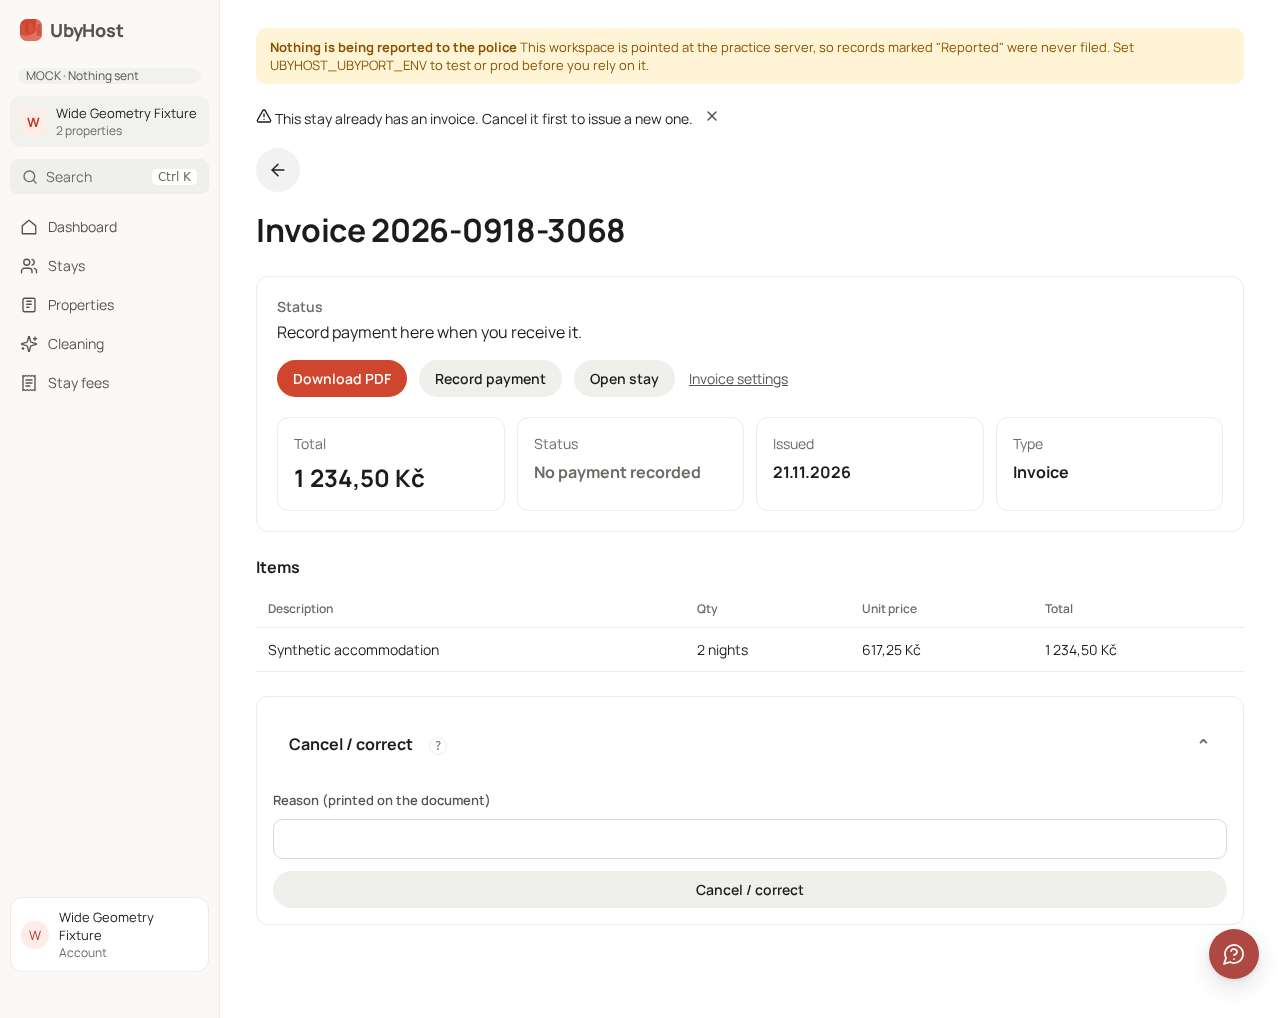 UbyHost
MOCK · Nothing sent
W
Wide Geometry Fixture
2 properties
Search
Ctrl K
Dashboard
Stays
Properties
Cleaning
Stay fees
W
Wide Geometry
Fixture
Account
Nothing is being reported to the police This workspace is pointed at the practice server, so records marked "Reported" were never filed. Set
UBYHOST_UBYPORT_ENV to test or prod before you rely on it.
This stay already has an invoice. Cancel it first to issue a new one.
Invoice 2026-0918-3068
Status
Record payment here when you receive it.
Download PDF
Record payment
Open stay
Invoice settings
Total
1 234,50 Kč
Status
No payment recorded
Issued
21.11.2026
Type
Invoice
Items
Description Qty Unit price Total
Synthetic accommodation 2 nights 617,25 Kč 1 234,50 Kč
Cancel / correct ?
Reason (printed on the document)
Cancel / correct